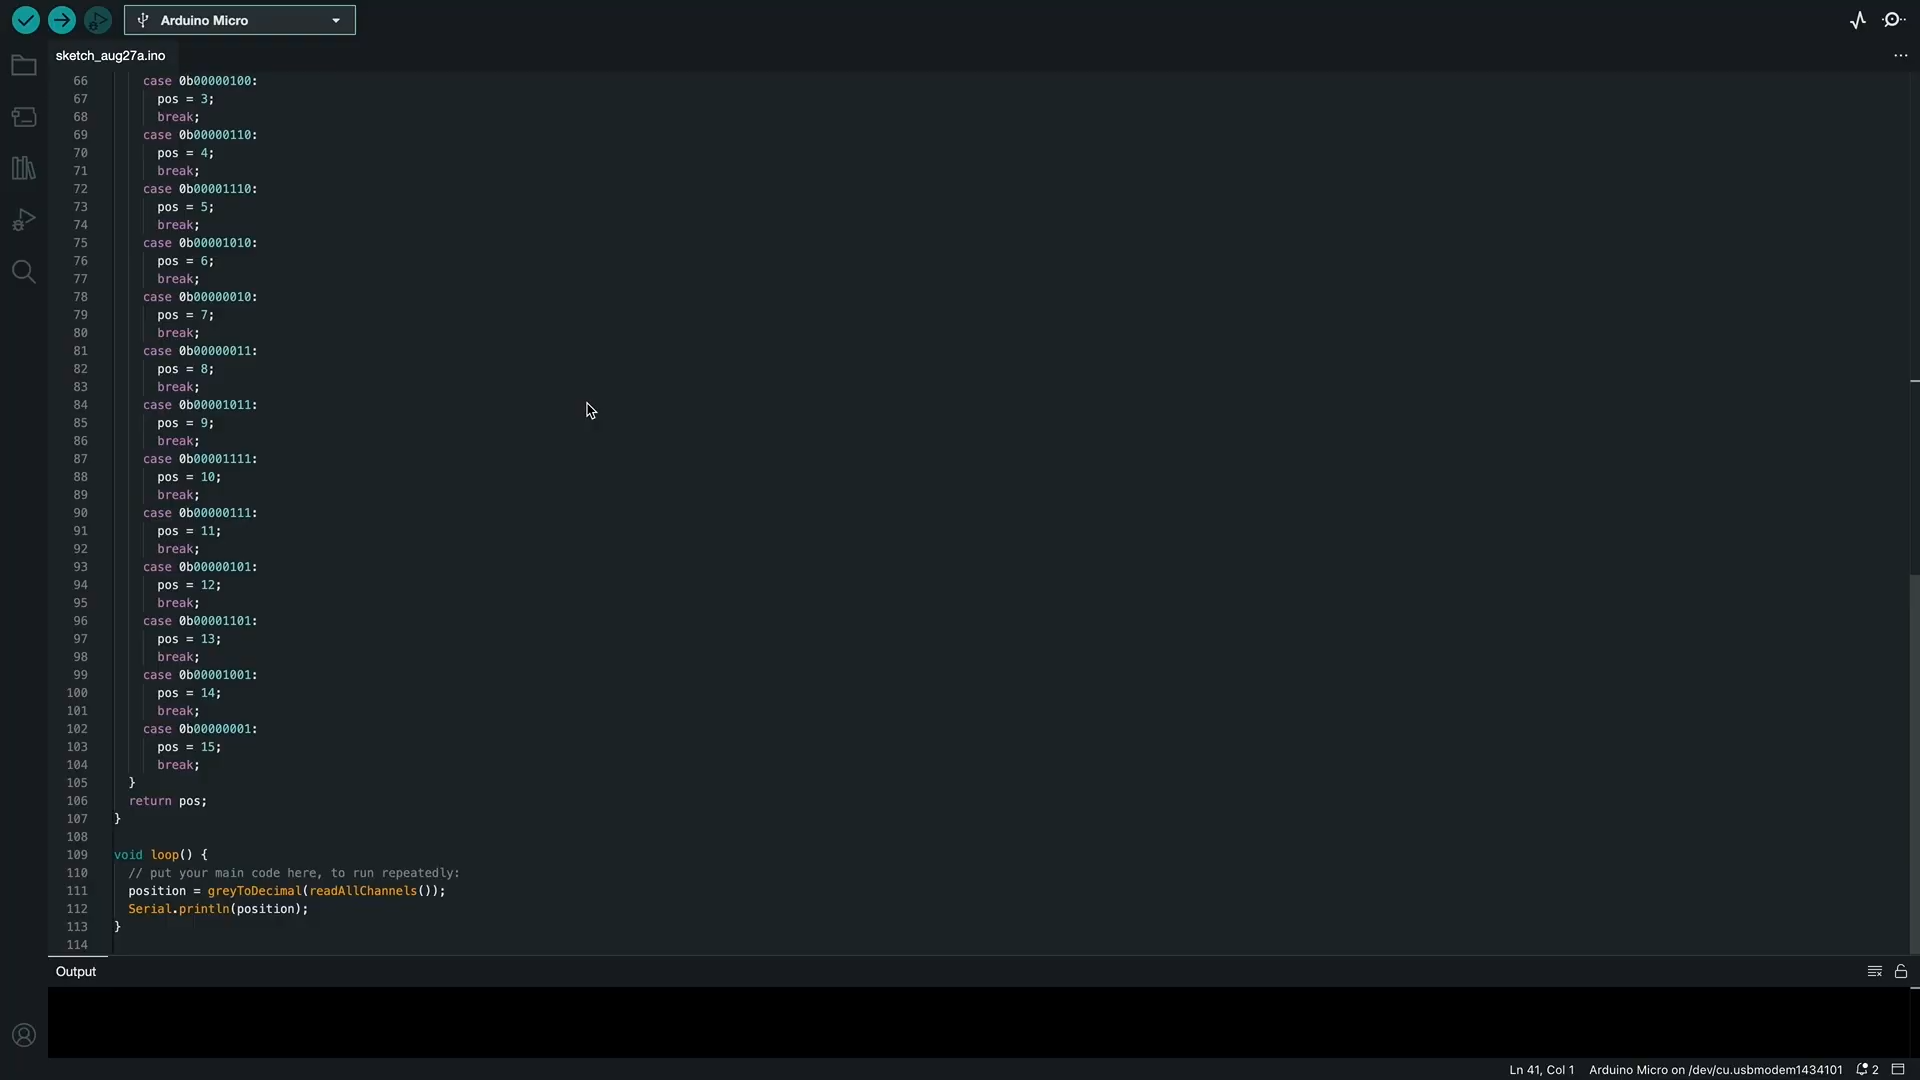 Arduino Micro
sketch_aug27a.ino
66 case 0b00000100:
67 pos = 3;
68 break;
69 case 0b00000110:
70 pos = 4;
71 break;
72 case 0b00001110:
73 pos = 5;
74 break;
75 case 0b00001010:
76 pos = 6;
77 break;
78 case 0b00000010:
79 pos = 7;
80 break;
81 case 0b00000011:
82 pos = 8;
83 break;
84 case 0b00001011:
85 pos = 9;
86 break;
87 case 0b00001111:
88 pos = 10;
89 break;
90 case 0b00000111:
91 pos = 11;
92 break;
93 case 0b00000101:
94 pos = 12;
95 break;
96 case 0b00001101:
97 pos = 13;
98 break;
99 case 0b00001001:
100 pos = 14;
101 break;
102 case 0b00000001:
103 pos = 15;
104 break;
105 }
106 return pos;
107 }
108
109 void loop() {
110 // put your main code here, to run repeatedly:
111 position = greyToDecimal(readAllChannels());
112 Serial.println(position);
113 }
114
Output
Ln 41, Col 1 Arduino Micro on /dev/cu.usbmodem1434101 2